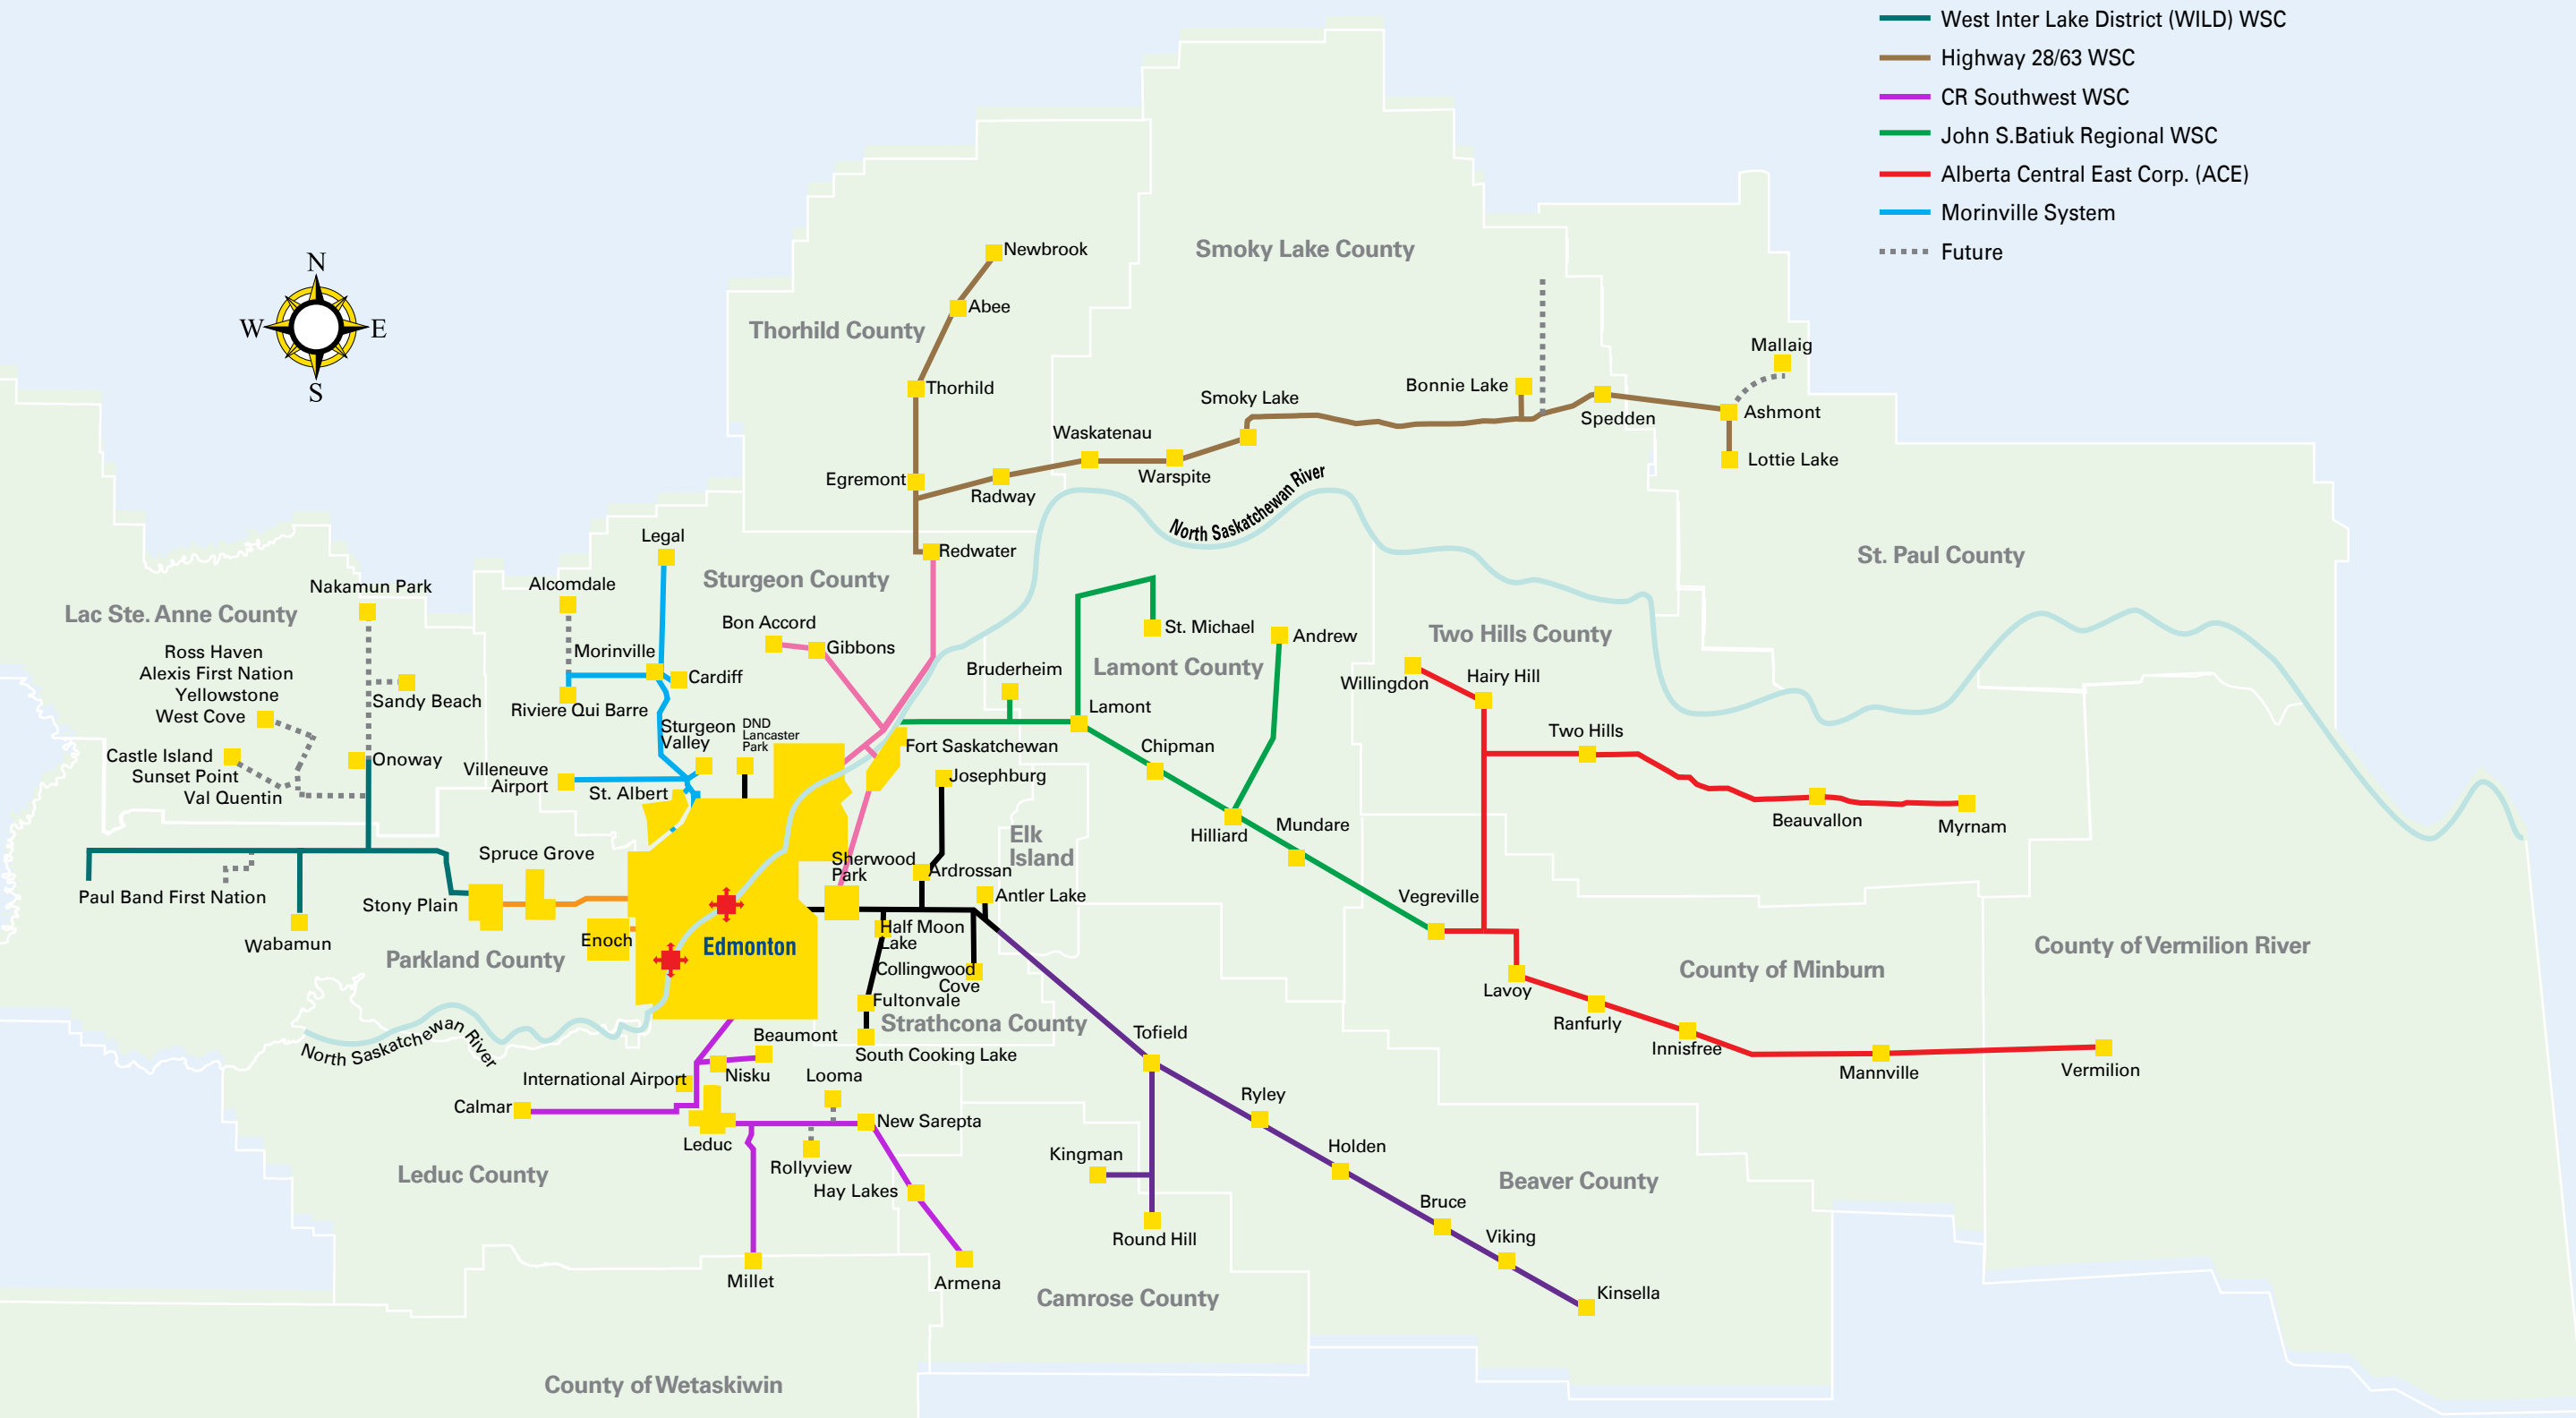 West Inter Lake District (WILD) WSC
Highway 28/63 WSC
CR Southwest WSC
John S.Batiuk Regional WSC
Alberta Central East Corp. (ACE)
Morinville System
Future
N
W
E
S
Newbrook
Smoky Lake County
Abee
Thorhild County
Mallaig
Thorhild
Bonnie Lake
Smoky Lake
Spedden
Ashmont
Waskatenau
Lottie Lake
Egremont
Radway
Warspite
North Saskatchewan River
Legal
Redwater
St. Paul County
Sturgeon County
Alcomdale
Nakamun Park
Lac Ste. Anne County
Bon Accord
Gibbons
St. Michael
Andrew
Two Hills County
Ross Haven
Alexis First Nation
Yellowstone
West Cove
Morinville
Cardiff
Bruderheim
Lamont County
Willingdon
Hairy Hill
Sandy Beach
Riviere Qui Barre
Lamont
Sturgeon
Valley
DND
Lancaster
Park
Two Hills
Castle Island
Sunset Point
Val Quentin
Onoway
Fort Saskatchewan
Chipman
Villeneuve
Airport
St. Albert
Josephburg
Beauvallon
Myrnam
Elk
Island
Hilliard
Mundare
Spruce Grove
Sherwood
Park
Ardrossan
Paul Band First Nation
Stony Plain
Antler Lake
Vegreville
Wabamun
Enoch
Edmonton
Half Moon
Lake
Parkland County
County of Vermilion River
County of Minburn
Collingwood
Cove
Lavoy
Fultonvale
Strathcona County
Ranfurly
North Saskatchewan River
Beaumont
South Cooking Lake
Tofield
Innisfree
International Airport
Nisku
Looma
Mannville
Vermilion
Calmar
New Sarepta
Ryley
Leduc
Rollyview
Kingman
Holden
Leduc County
Hay Lakes
Beaver County
Bruce
Round Hill
Viking
Millet
Armena
Kinsella
Camrose County
County of Wetaskiwin